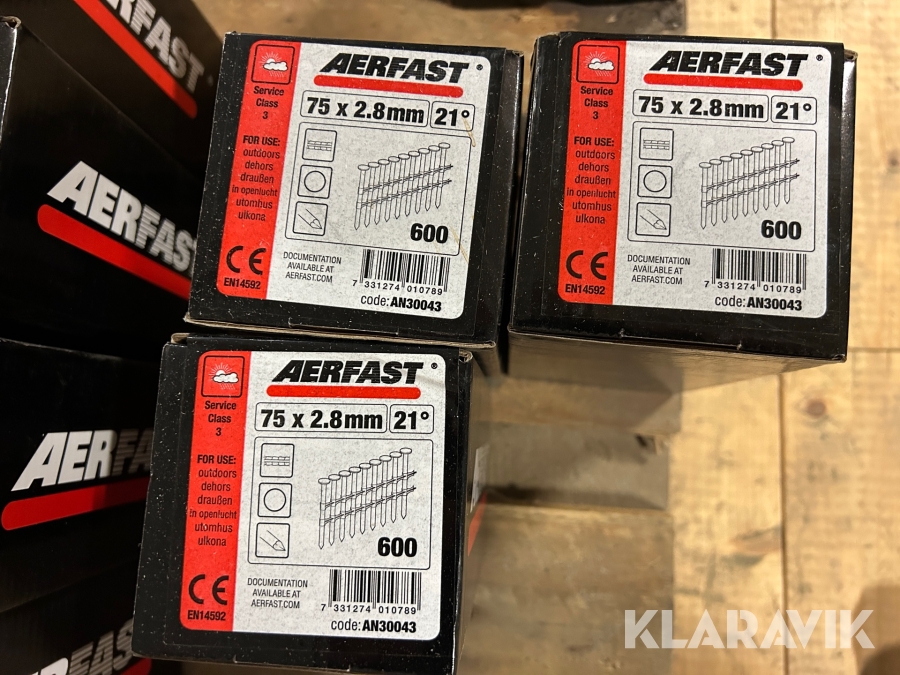 AERFAST
AERFAST
AERFAST
Service
Class
3
FOR USE:
outdoors
dehors
draußen
in openlucht
utomhus
ulkona
CE
EN14592
AERFAST®
75 x 2.8mm 21°
600
DOCUMENTATION
AVAILABLE AT
AERFAST.COM
7 331274 010789
code: AN30043
Service
Class
3
FOR USE:
outdoors
dehors
draußen
in openlucht
utomhus
ulkona
CE
EN14592
AERFAST®
75 x 2.8mm 21°
600
DOCUMENTATION
AVAILABLE AT
AERFAST.COM
7 331274 010789
code: AN30043
Service
Class
3
FOR USE:
outdoors
dehors
draußen
in openlucht
utomhus
ulkona
CE
EN14592
AERFAST®
75 x 2.8mm 21°
600
DOCUMENTATION
AVAILABLE AT
AERFAST.COM
7 331274 010789
code: AN30043
KLARAVIK